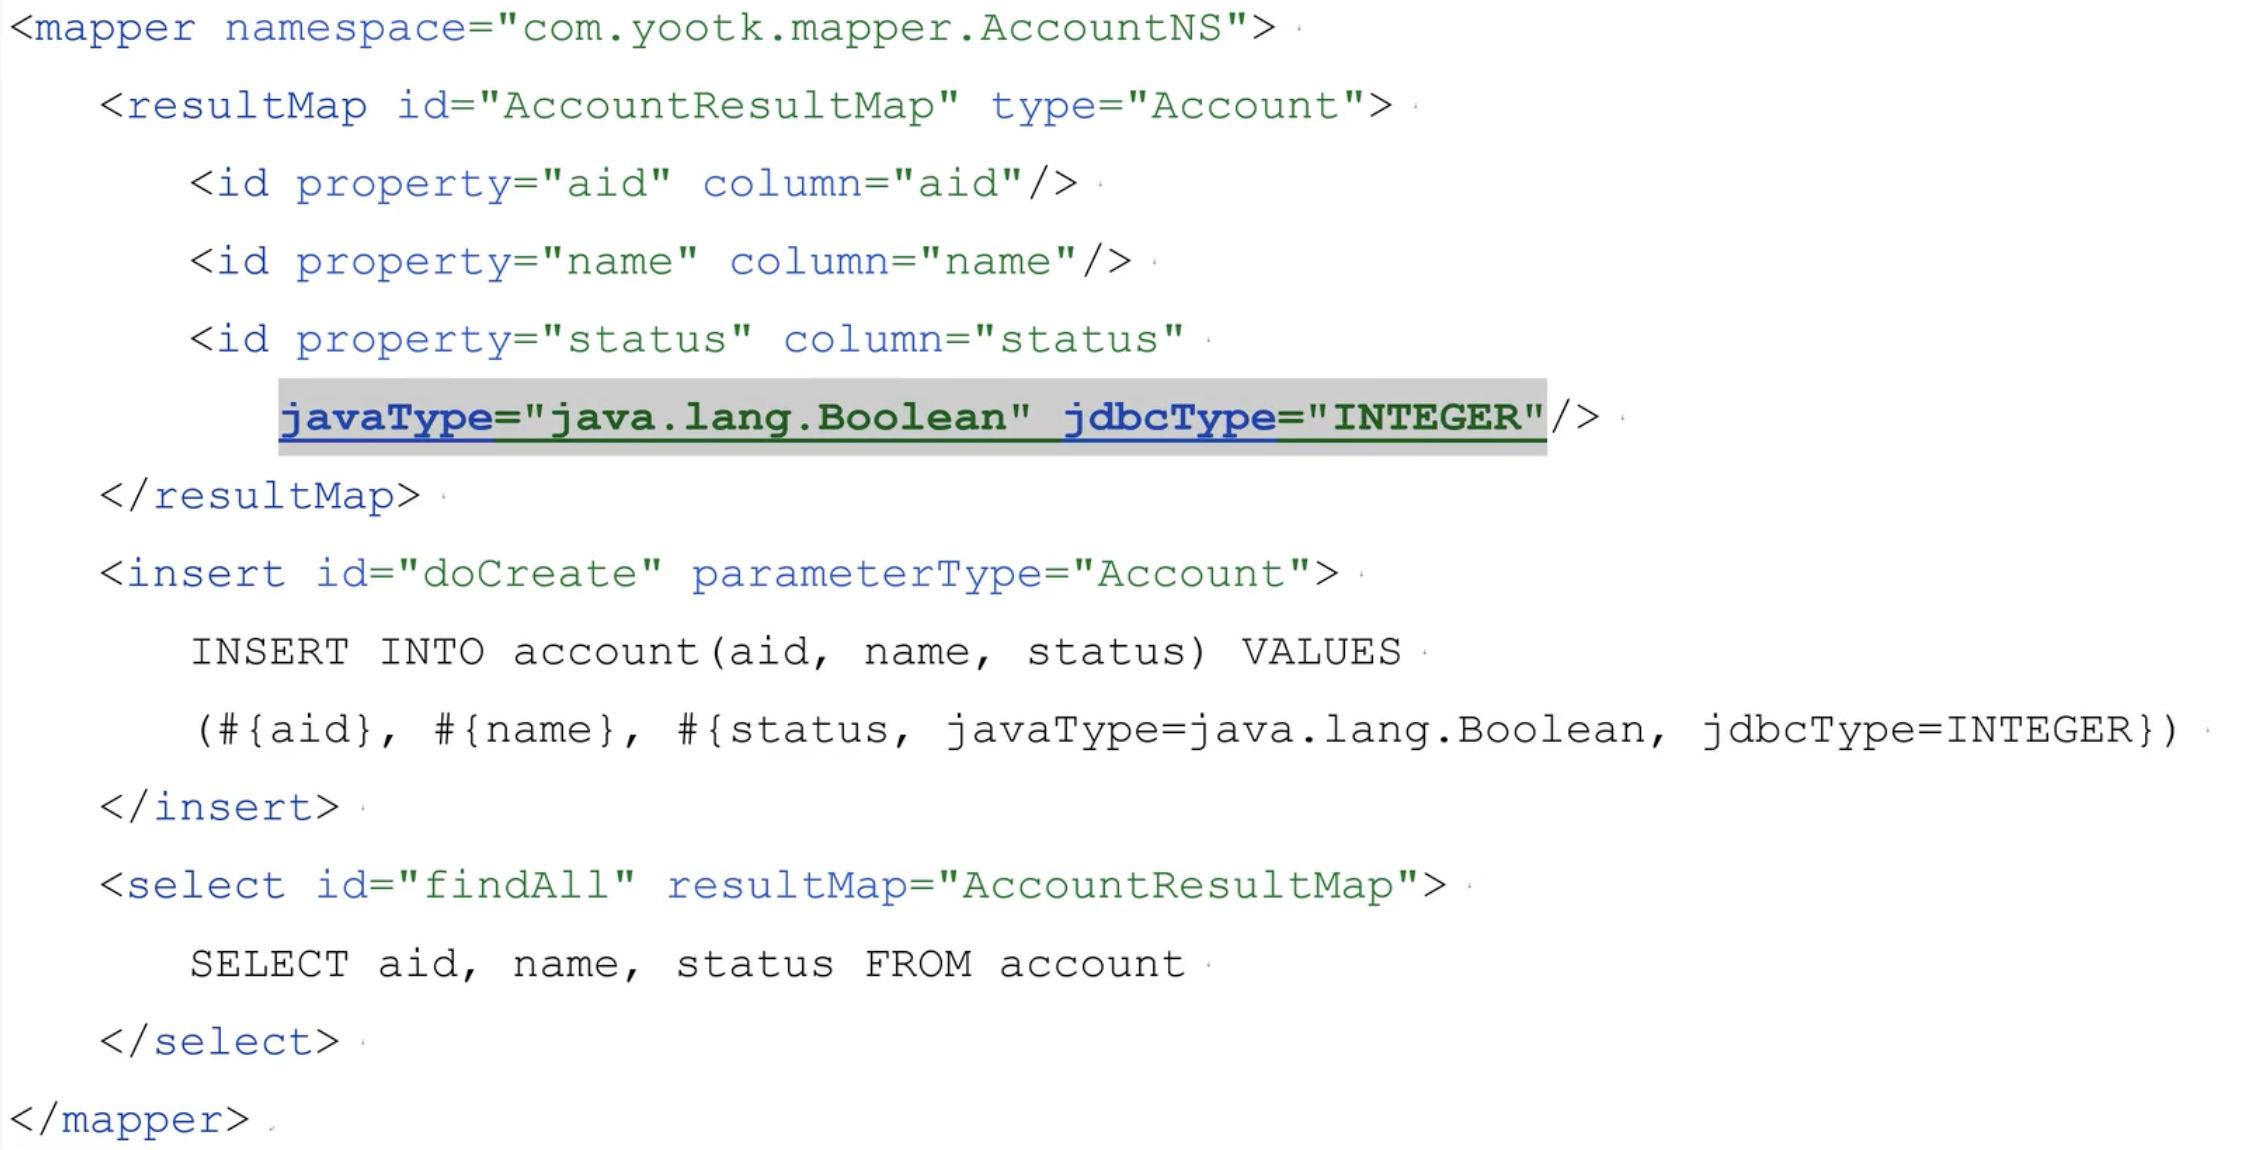 <mapper namespace="com.yootk.mapper.AccountNS">
<resultMap id="AccountResultMap" type="Account">
<id property="aid" column="aid"/>
<id property="name" column="name"/>
<id property="status" column="status"
javaType="java.lang.Boolean" jdbcType="INTEGER"/>
</resultMap>
<insert id="doCreate" parameterType="Account">
INSERT INTO account(aid, name, status) VALUES
(#{aid}, #{name}, #{status, javaType=java.lang.Boolean, jdbcType=INTEGER})
</insert>
<select id="findAll" resultMap="AccountResultMap">
SELECT aid, name, status FROM account
</select>
</mapper>